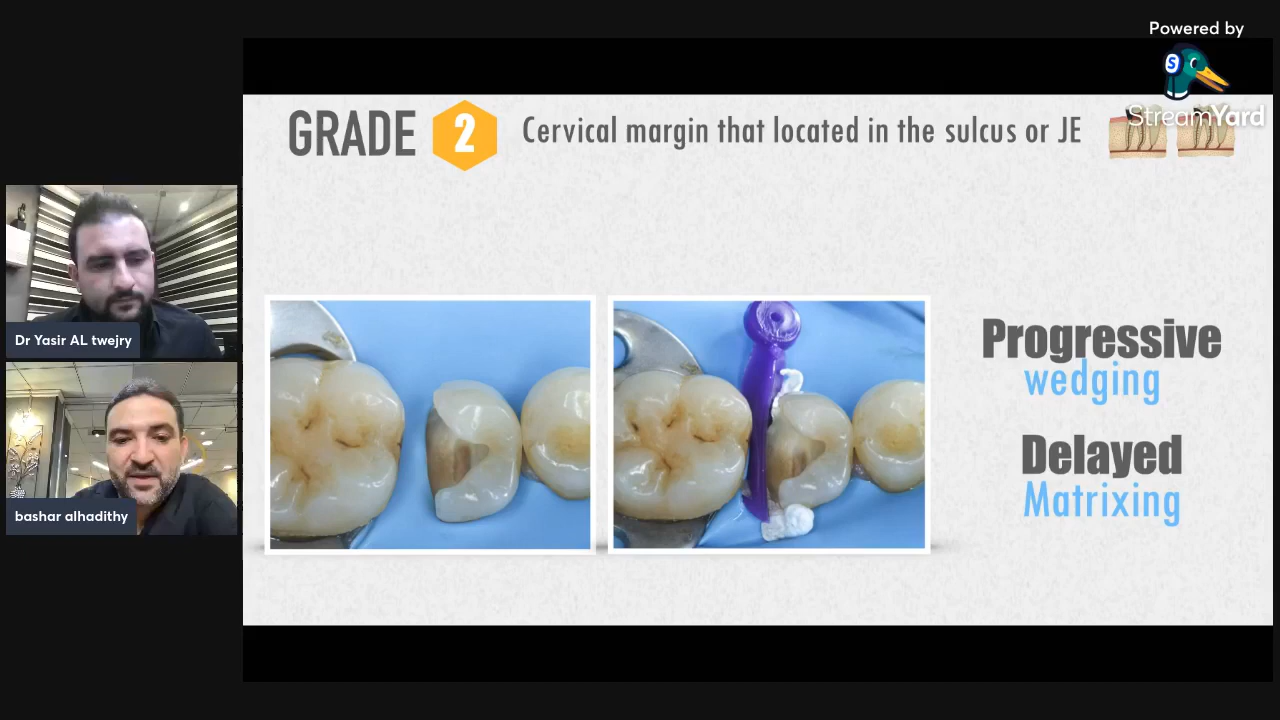 Powered by
S
StreamYard
GRADE 2 Cervical margin that located in the sulcus or JE
Dr Yasir AL twejry
bashar alhadithy
Progressive
wedging
Delayed
Matrixing